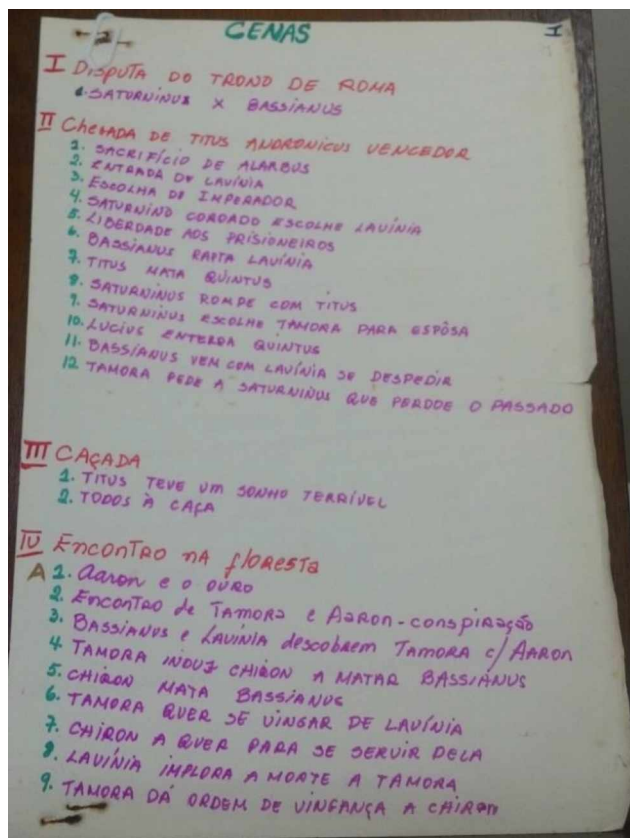 CENAS
I
I DISPUTA DO TRONO DE ROMA
1. SATURNINUS X BASSIANUS
II CHEGADA DE TITUS ANDRONICUS VENCEDOR
1. SACRIFÍCIO DE ALARBUS
2. ENTRADA DE LAVÍNIA
3. ESCOLHA DE IMPERADOR
4. SATURNINO COROADO ESCOLHE LAVÍNIA
5. LIBERDADE AOS PRISIONEIROS
6. BASSIANUS RAPTA LAVÍNIA
7. TITUS MATA QUINTUS
8. SATURNINUS ROMPE COM TITUS
9. SATURNINUS ESCOLHE TAMORA PARA ESPÔSA
10. LUCIUS ENTERRA QUINTUS
11. BASSIANUS VEM COM LAVÍNIA SE DESPEDIR
12 TAMORA PEDE A SATURNINUS QUE PERDOE O PASSADO
III CAÇADA
1. TITUS TEVE UM SONHO TERRÍVEL
2. TODOS À CAÇA
IV Encontro na floresta
A 1. Aaron e o ouro
2. Encontro de Tamora e Aaron - conspiração
3. BASSIANUS e LAVÍNIA descobrem TAMORA c/ AARON
4 TAMORA INDUZ CHIRON A MATAR BASSIANUS
5. CHIRON MATA BASSIANUS
6. TAMORA QUER SE VINGAR DE LAVÍNIA
7. CHIRON A QUER PARA SE SERVIR DELA
8. LAVÍNIA IMPLORA A MORTE A TAMORA
9. TAMORA DÁ ORDEM DE VINGANÇA A CAIRON